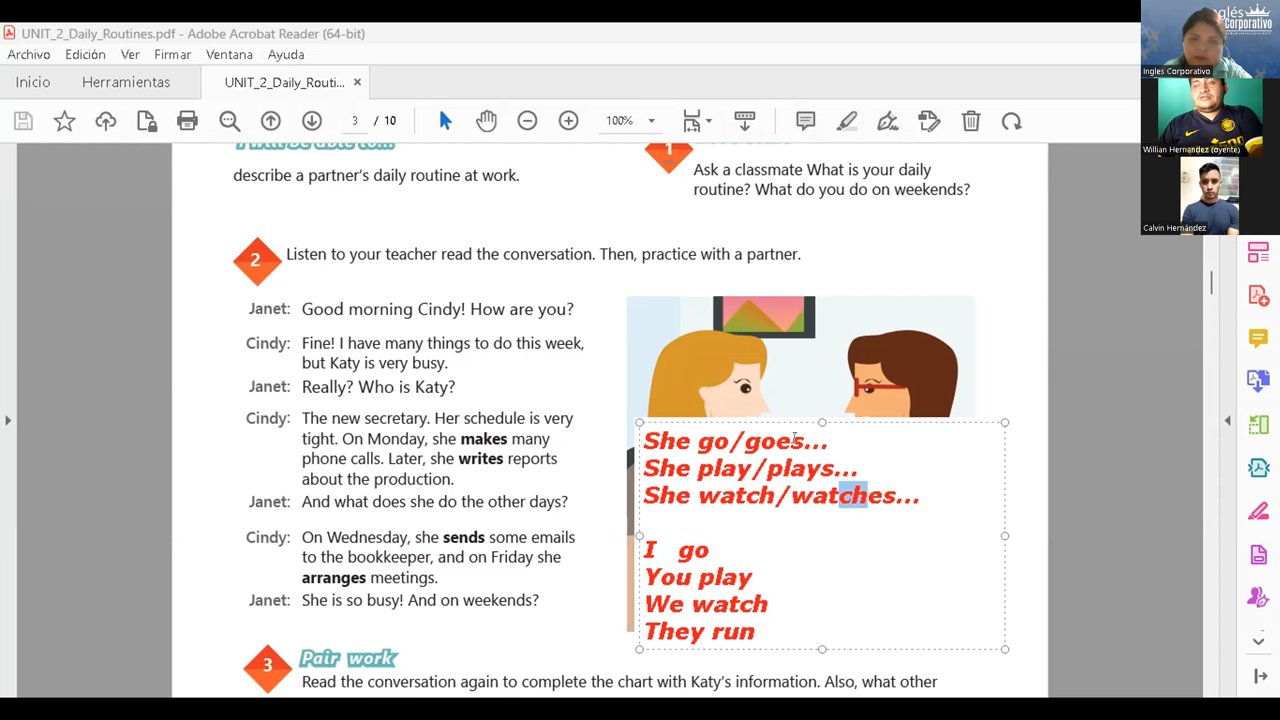 UNIT_2_Daily_Routines.pdf - Adobe Acrobat Reader (64-bit)
Archivo Edición Ver Firmar Ventana Ayuda
Inicio Herramientas UNIT_2_Daily_Routi... ×
3 / 10 100%
describe a partner's daily routine at work.
1
Ask a classmate What is your daily
routine? What do you do on weekends?
2 Listen to your teacher read the conversation. Then, practice with a partner.
Janet: Good morning Cindy! How are you?
Cindy: Fine! I have many things to do this week,
but Katy is very busy.
Janet: Really? Who is Katy?
Cindy: The new secretary. Her schedule is very
tight. On Monday, she makes many
phone calls. Later, she writes reports
about the production.
Janet: And what does she do the other days?
Cindy: On Wednesday, she sends some emails
to the bookkeeper, and on Friday she
arranges meetings.
Janet: She is so busy! And on weekends?
She go/goes...
She play/plays...
She watch/watches...
I go
You play
We watch
They run
3 Pair work
Read the conversation again to complete the chart with Katy's information. Also, what other
Inglés Corporativo
Willian Hernandez (oyente)
Calvin Hernández